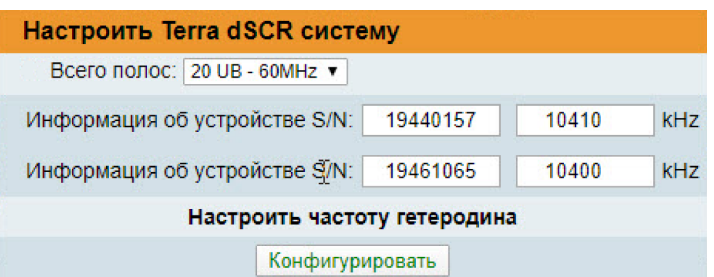 Настроить Terra dSCR систему
Всего полос: 20 UB - 60MHz
Информация об устройстве S/N: 19440157 10410 kHz
Информация об устройстве S/N: 19461065 10400 kHz
Настроить частоту гетеродина
Конфигурировать